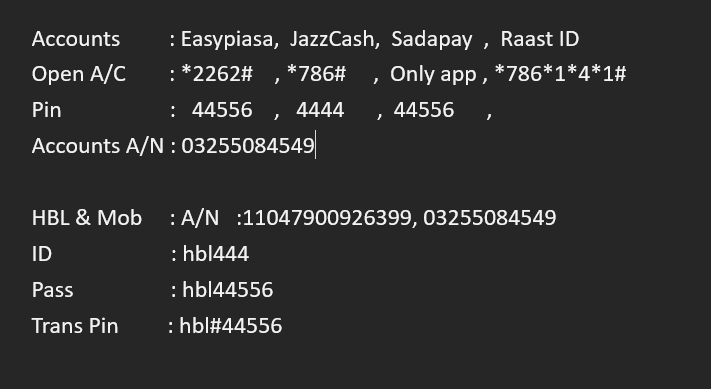 Accounts : Easypiasa, JazzCash, Sadapay , Raast ID
Open A/C : *2262# , *786# , Only app , *786*1*4*1#
Pin : 44556 , 4444 , 44556 ,
Accounts A/N : 03255084549
HBL & Mob : A/N :11047900926399, 03255084549
ID : hbl444
Pass : hbl44556
Trans Pin : hbl#44556